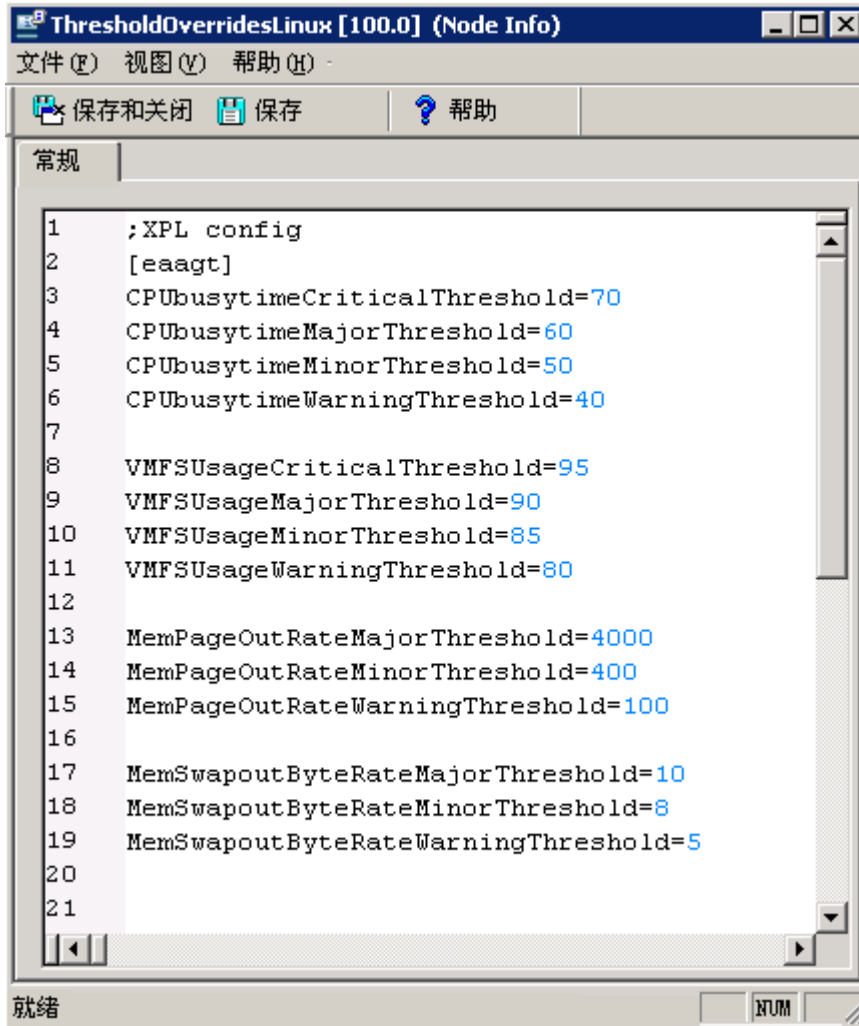 ThresholdOverridesLinux [100.0] (Node Info)
文件(F) 视图(V) 帮助(H)
保存和关闭 保存 帮助
常规
1 ;XPL config
2 [eaagt]
3 CPUbusytimeCriticalThreshold=70
4 CPUbusytimeMajorThreshold=60
5 CPUbusytimeMinorThreshold=50
6 CPUbusytimeWarningThreshold=40
7
8 VMFSUsageCriticalThreshold=95
9 VMFSUsageMajorThreshold=90
10 VMFSUsageMinorThreshold=85
11 VMFSUsageWarningThreshold=80
12
13 MemPageOutRateMajorThreshold=4000
14 MemPageOutRateMinorThreshold=400
15 MemPageOutRateWarningThreshold=100
16
17 MemSwapoutByteRateMajorThreshold=10
18 MemSwapoutByteRateMinorThreshold=8
19 MemSwapoutByteRateWarningThreshold=5
20
21
就绪 NUM